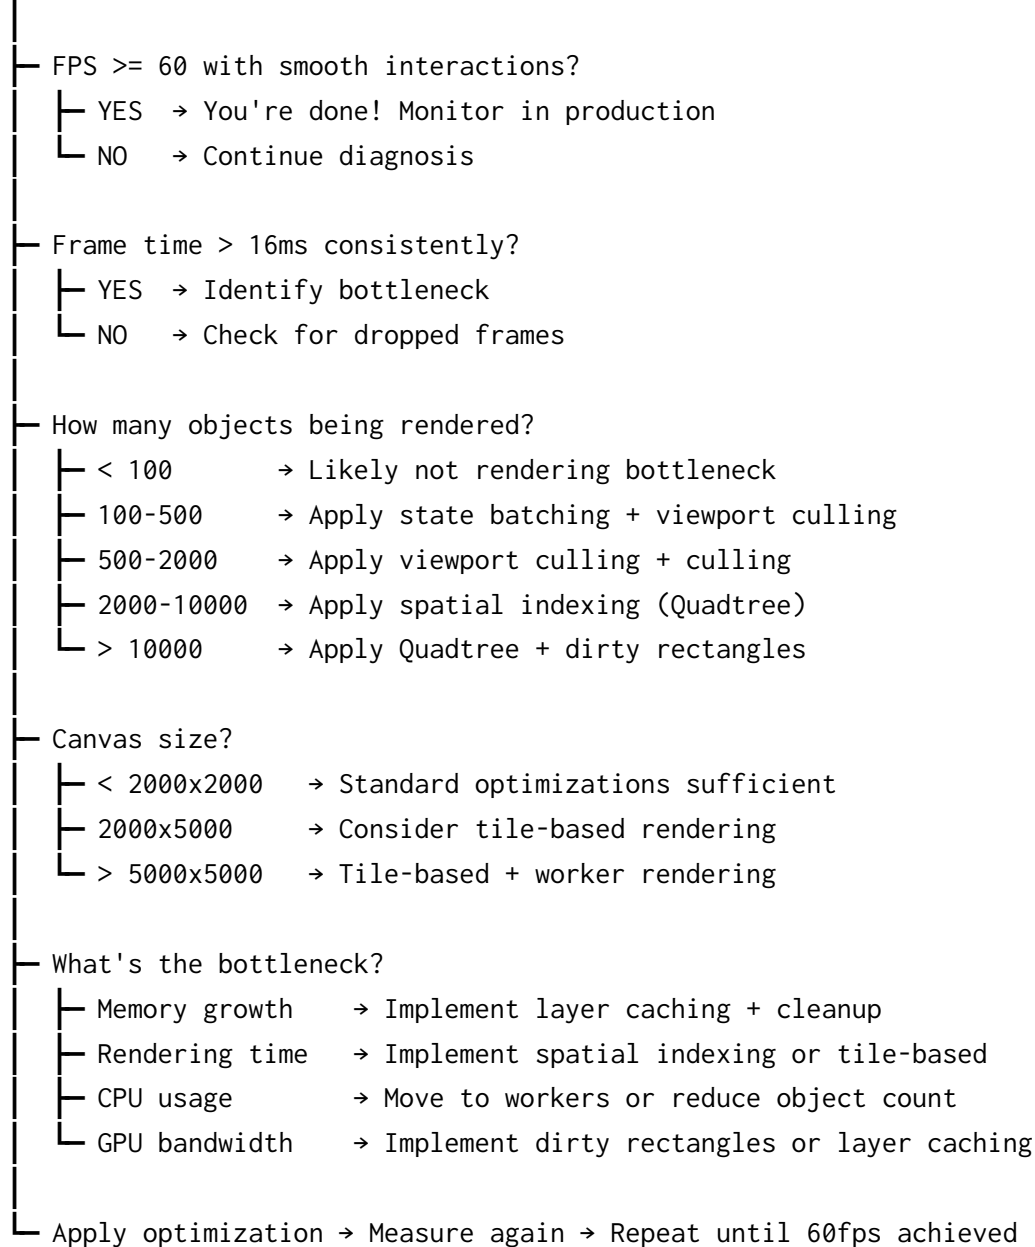 FPS >= 60 with smooth interactions?
YES → You're done! Monitor in production
NO → Continue diagnosis
Frame time > 16ms consistently?
YES → Identify bottleneck
NO → Check for dropped frames
How many objects being rendered?
< 100 → Likely not rendering bottleneck
100-500 → Apply state batching + viewport culling
500-2000 → Apply viewport culling + culling
2000-10000 → Apply spatial indexing (Quadtree)
> 10000 → Apply Quadtree + dirty rectangles
Canvas size?
< 2000x2000 → Standard optimizations sufficient
2000x5000 → Consider tile-based rendering
> 5000x5000 → Tile-based + worker rendering
What's the bottleneck?
Memory growth → Implement layer caching + cleanup
Rendering time → Implement spatial indexing or tile-based
CPU usage → Move to workers or reduce object count
GPU bandwidth → Implement dirty rectangles or layer caching
Apply optimization → Measure again → Repeat until 60fps achieved